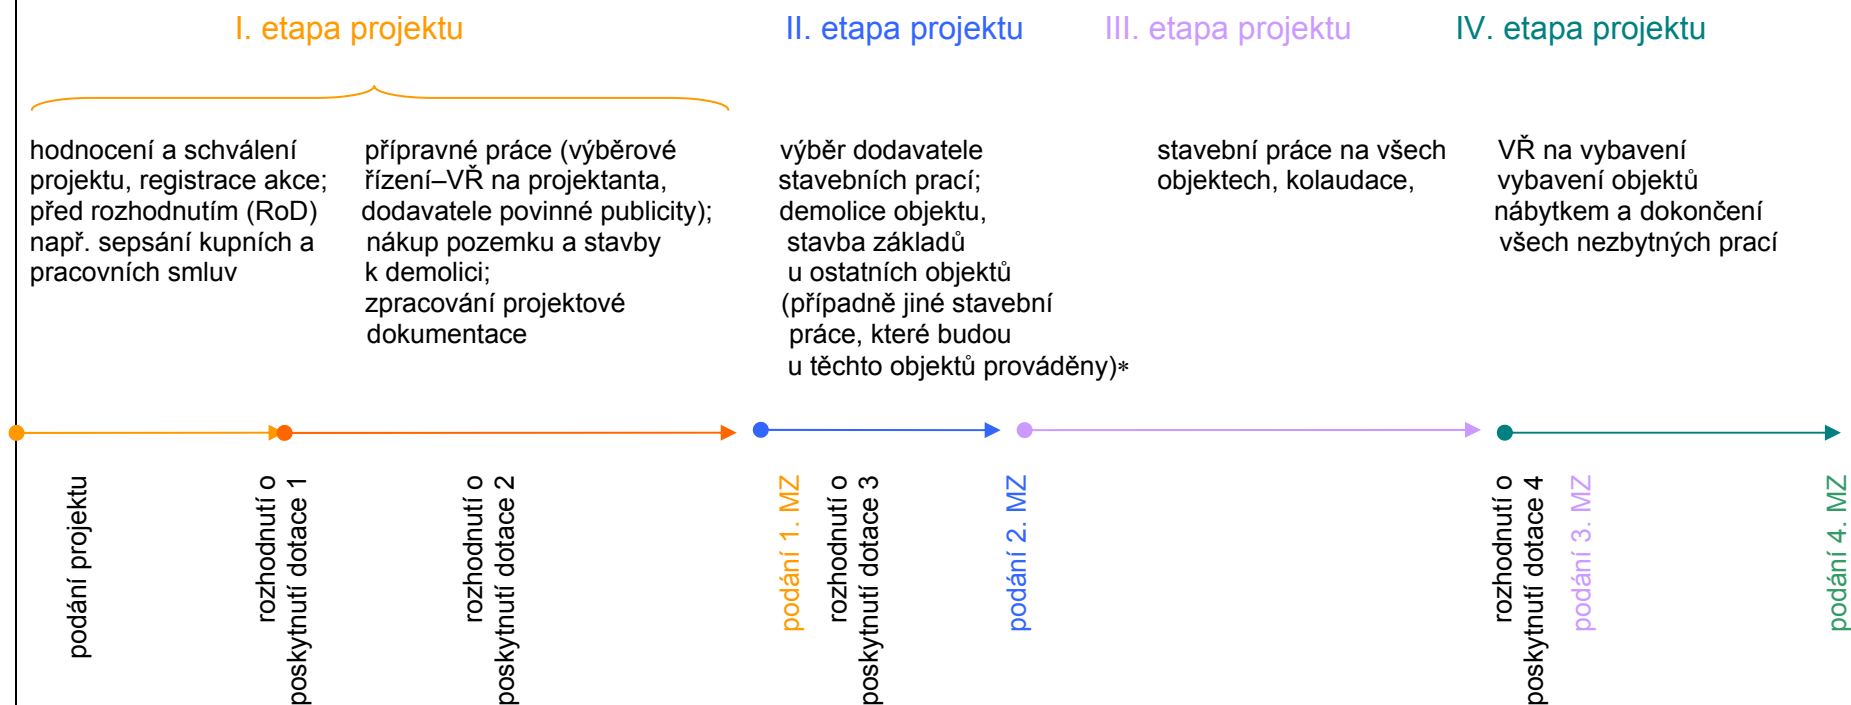 I. etapa projektu
II. etapa projektu
III. etapa projektu
IV. etapa projektu
hodnocení a schválení
projektu, registrace akce;
před rozhodnutím (RoD)
např. sepsání kupních a
pracovních smluv
přípravné práce (výběrové
řízení–VŘ na projektanta,
dodavatele povinné publicity);
nákup pozemku a stavby
k demolici;
zpracování projektové
dokumentace
výběr dodavatele
stavebních prací;
demolice objektu,
stavba základů
u ostatních objektů
(případně jiné stavební
práce, které budou
u těchto objektů prováděny)*
stavební práce na všech
objektech, kolaudace,
VŘ na vybavení
vybavení objektů
nábytkem a dokončení
všech nezbytných prací
podání projektu
rozhodnutí o
poskytnutí dotace 1
rozhodnutí o
poskytnutí dotace 2
podání 1. MZ
rozhodnutí o
poskytnutí dotace 3
podání 2. MZ
rozhodnutí o
poskytnutí dotace 4
podání 3. MZ
podání 4. MZ